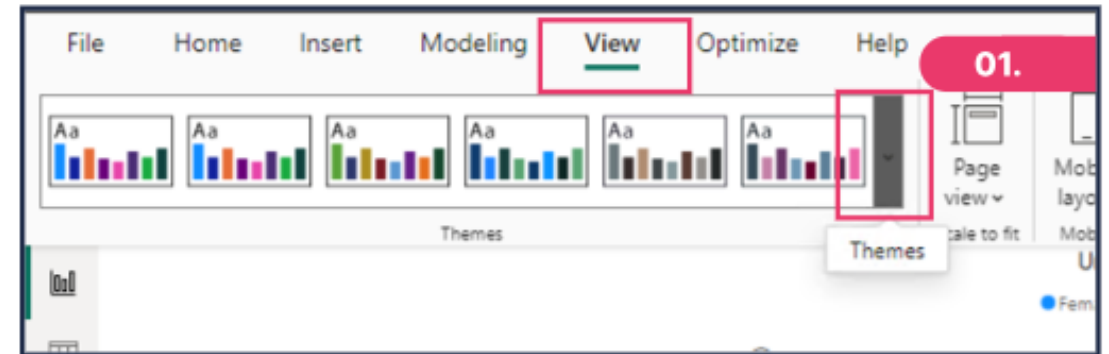 File Home Insert Modeling View Optimize Help
01.
Aa Aa Aa Aa Aa Aa
Page
view
Themes
Themes
to fit